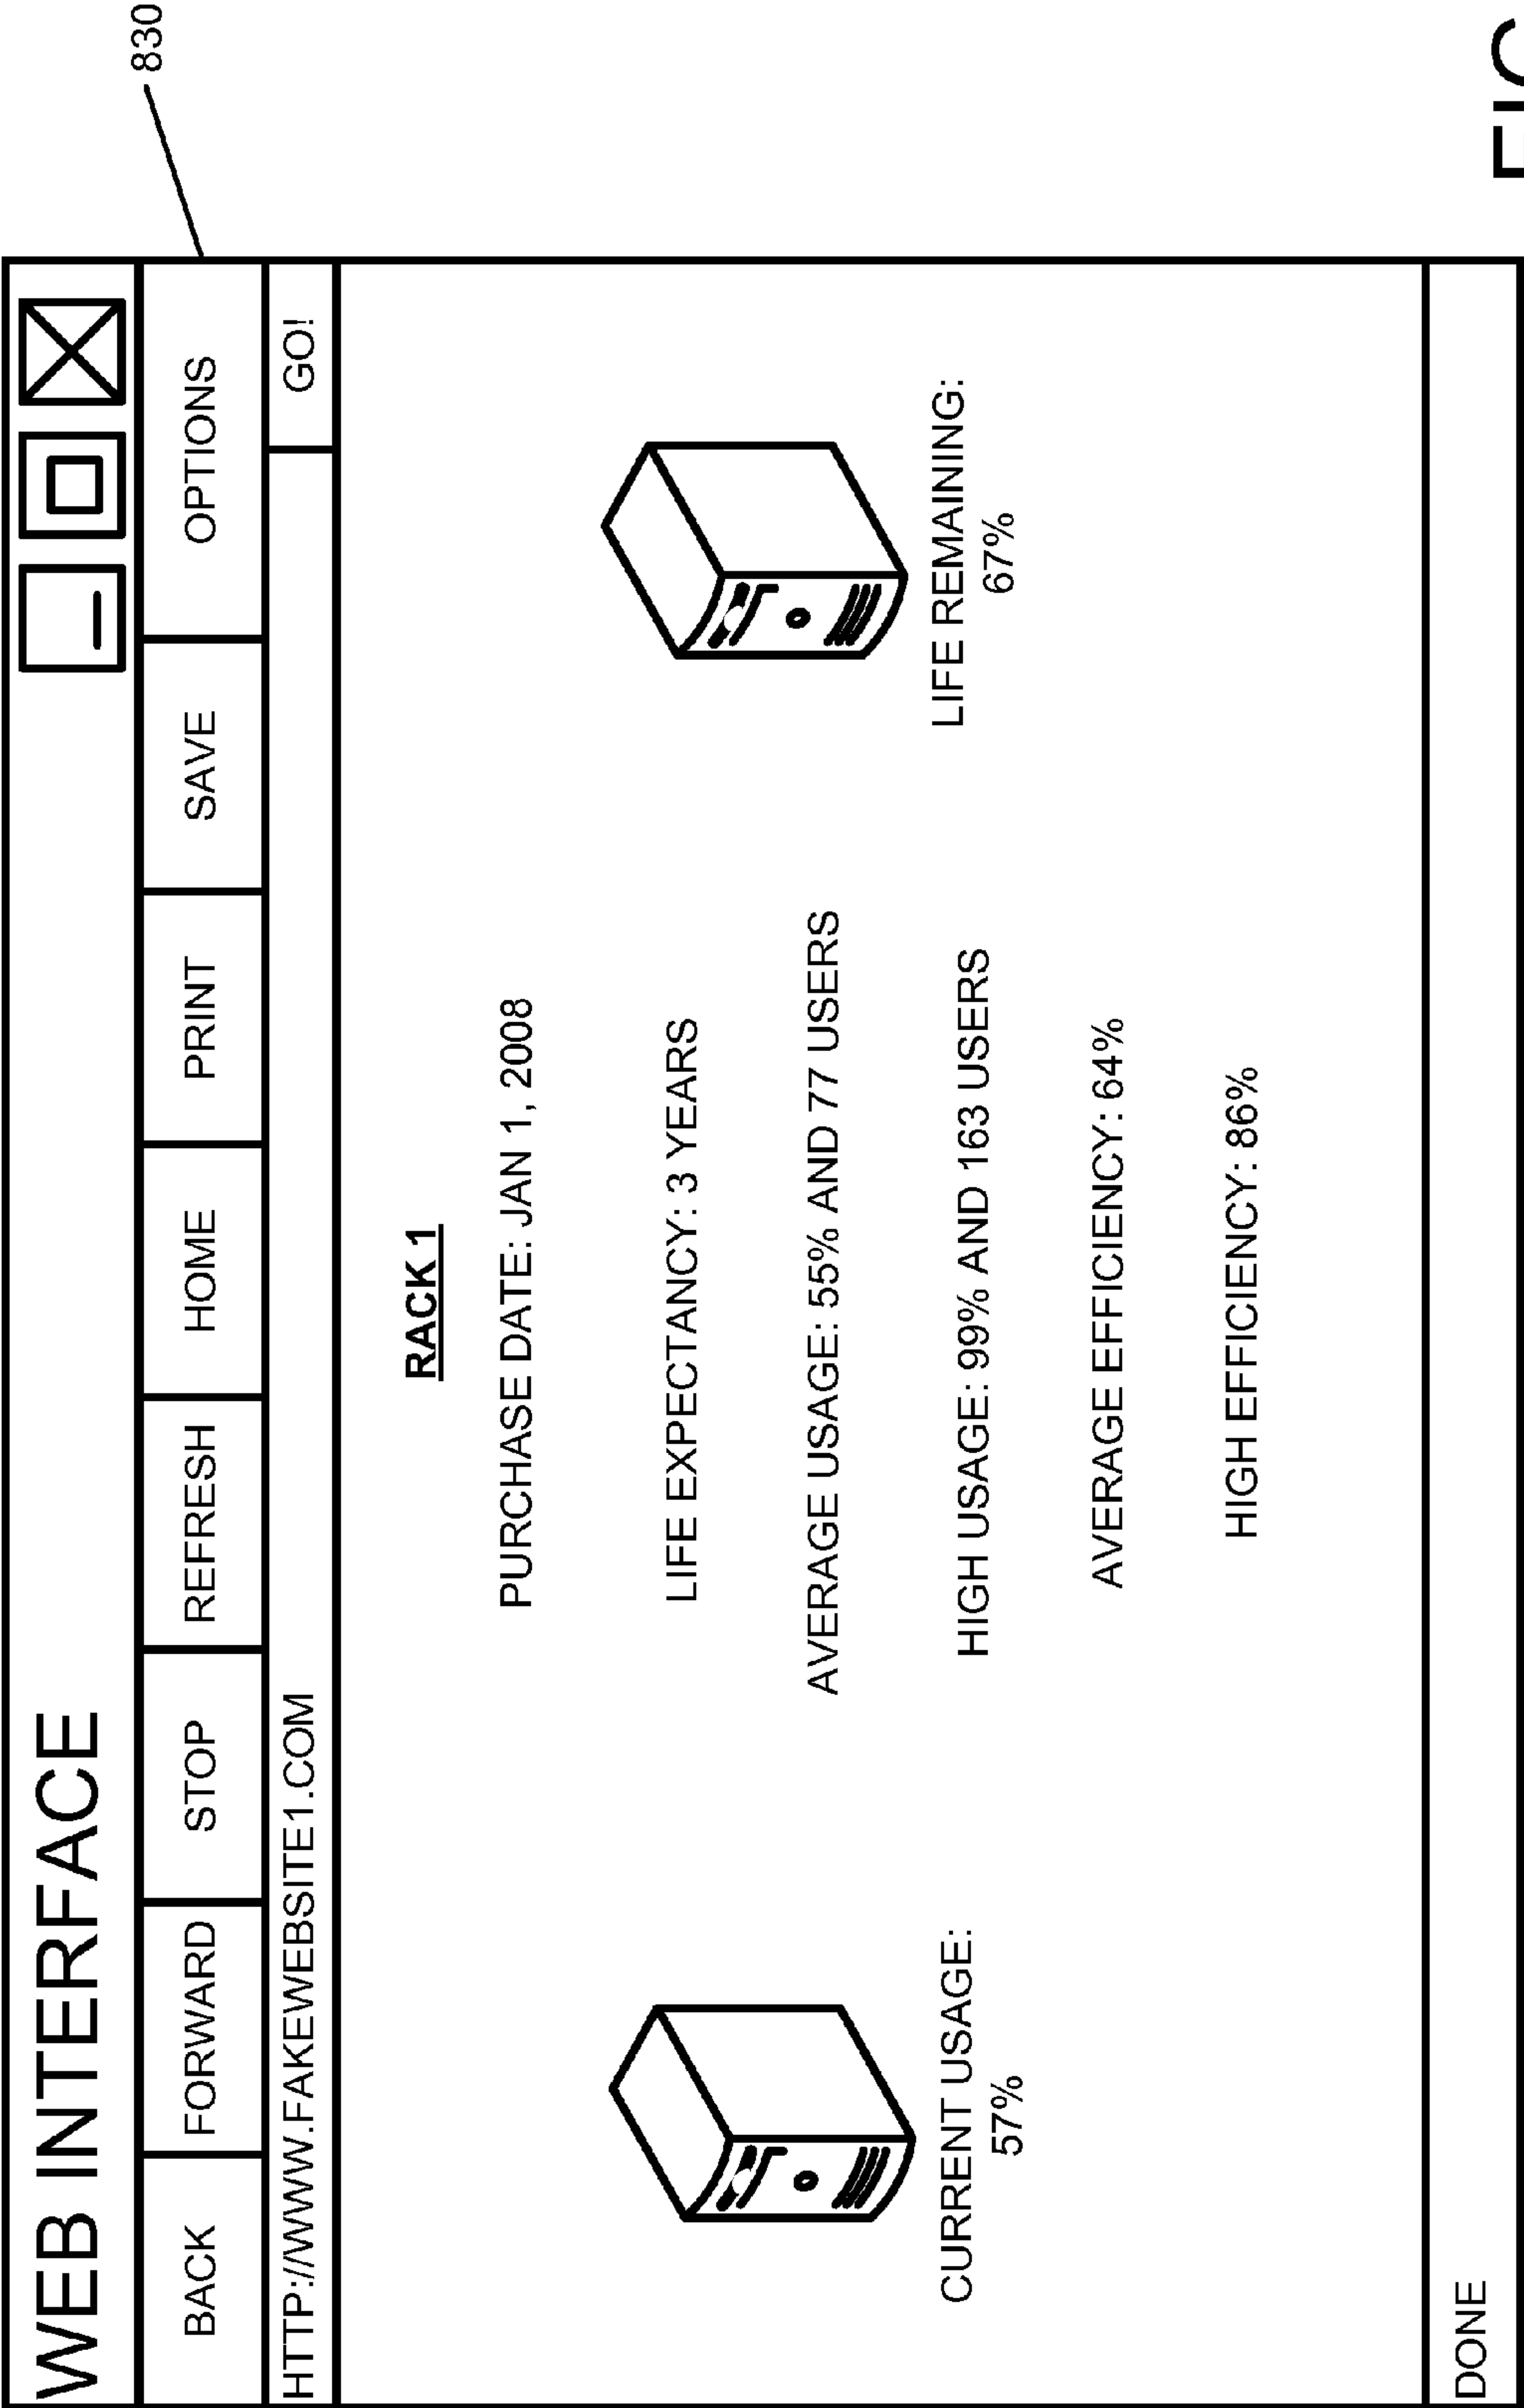 830
WEB INTERFACE
BACK FORWARD STOP REFRESH HOME PRINT SAVE OPTIONS
HTTP://WWW.FAKEWEBSITE1.COM GO!
RACK 1
PURCHASE DATE: JAN 1, 2008
LIFE EXPECTANCY: 3 YEARS
AVERAGE USAGE: 55% AND 77 USERS
HIGH USAGE: 99% AND 163 USERS
AVERAGE EFFICIENCY: 64%
HIGH EFFICIENCY: 86%
CURRENT USAGE:
57%
LIFE REMAINING:
67%
DONE